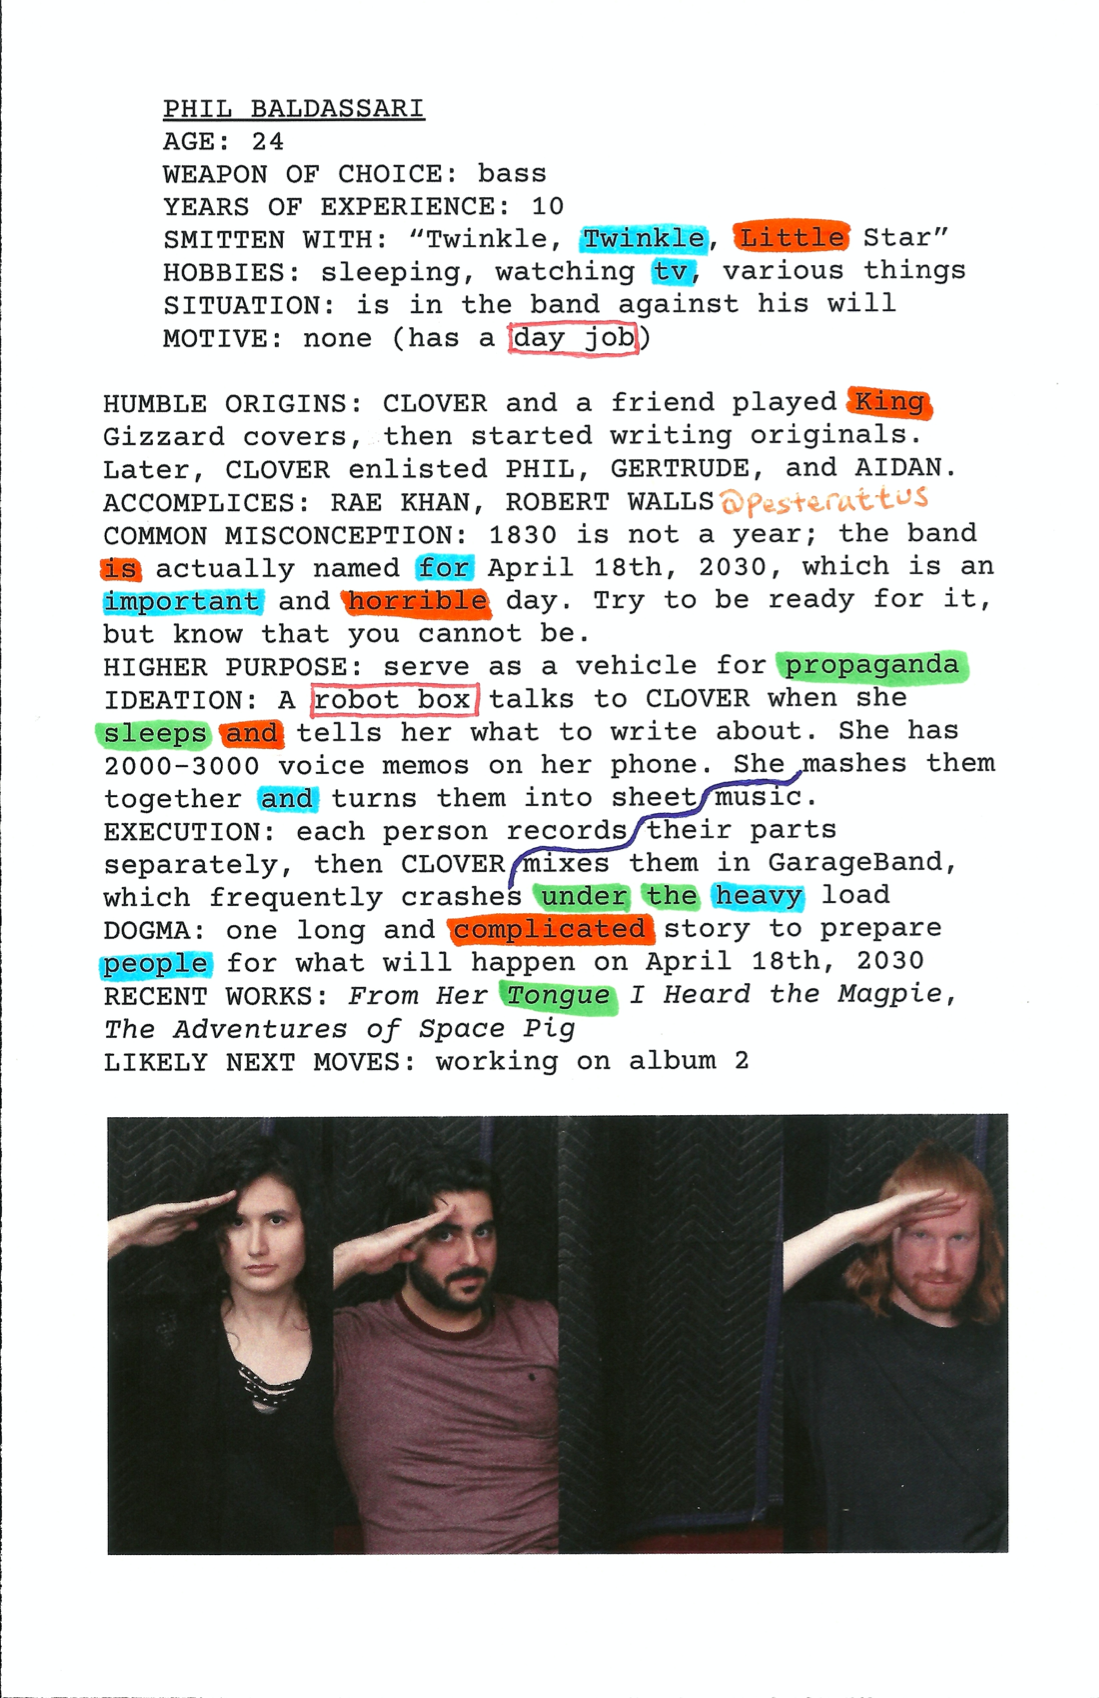 PHIL BALDASSARI
AGE: 24
WEAPON OF CHOICE: bass
YEARS OF EXPERIENCE: 10
SMITTEN WITH: “Twinkle, Twinkle, Little Star”
HOBBIES: sleeping, watching tv, various things
SITUATION: is in the band against his will
MOTIVE: none (has a day job)
HUMBLE ORIGINS: CLOVER and a friend played King
Gizzard covers, then started writing originals.
Later, CLOVER enlisted PHIL, GERTRUDE, and AIDAN.
ACCOMPLICES: RAE KHAN, ROBERT WALLS @pesterattus
COMMON MISCONCEPTION: 1830 is not a year; the band
is actually named for April 18th, 2030, which is an
important and horrible day. Try to be ready for it,
but know that you cannot be.
HIGHER PURPOSE: serve as a vehicle for propaganda
IDEATION: A robot box talks to CLOVER when she
sleeps and tells her what to write about. She has
2000-3000 voice memos on her phone. She mashes them
together and turns them into sheet music.
EXECUTION: each person records their parts
separately, then CLOVER mixes them in GarageBand,
which frequently crashes under the heavy load
DOGMA: one long and complicated story to prepare
people for what will happen on April 18th, 2030
RECENT WORKS: From Her Tongue I Heard the Magpie,
The Adventures of Space Pig
LIKELY NEXT MOVES: working on album 2